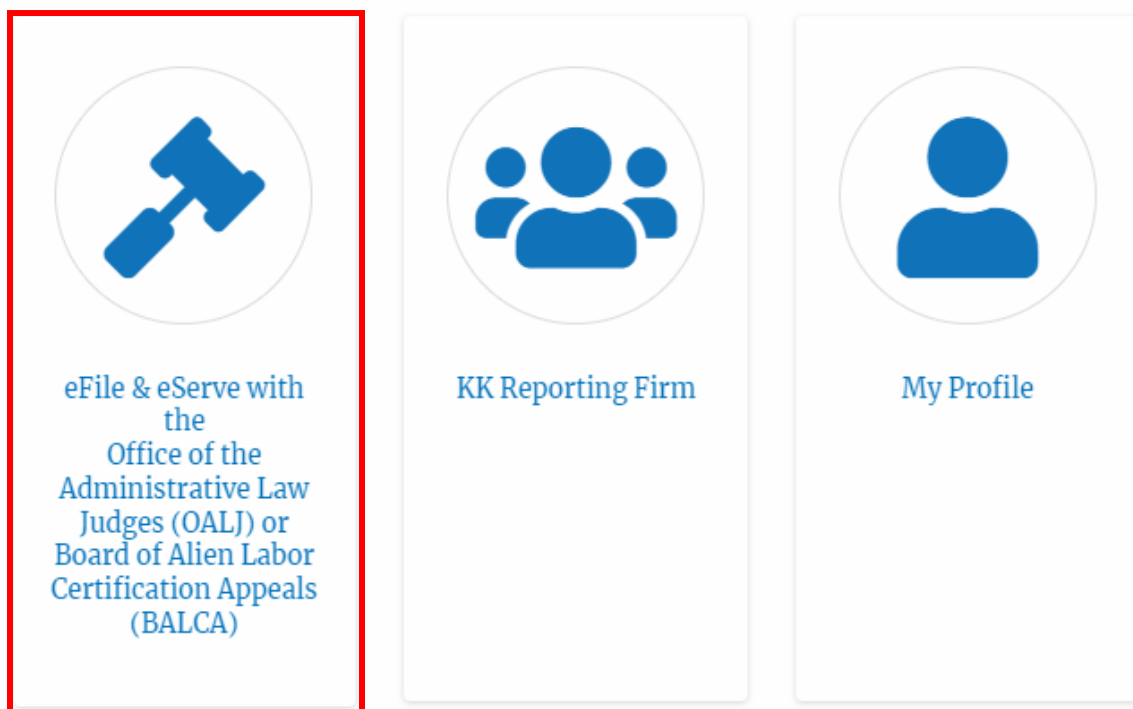 eFile & eServe with
the
Office of the
Administrative Law
Judges (OALJ) or
Board of Alien Labor
Certification Appeals
(BALCA)
KK Reporting Firm
My Profile